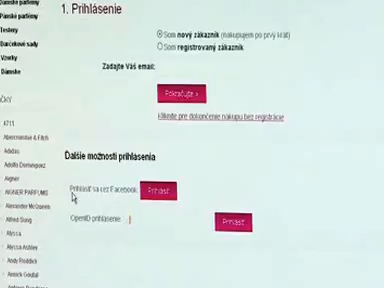 Dámske parfémy
Pánske parfémy
Testery
Darčekové sady
Vzorky
Dámske
ČKY
4711
Abercrombie & Fitch
Adidas
Adolfo Dominguez
Aigner
AIGNER PARFUMS
Alexander McQueen
Alfred Sung
Alyssa
Alyssa Ashley
Andy Roddick
Annick Goutal
1. Prihlásenie
Som nový zákazník (nakupujem po prvý krát)
Som registrovaný zákazník
Zadajte Váš email:
Pokračujte >
kliknite pre dokončenie nákupu bez registrácie
Ďalšie možnosti prihlásenia
Prihlásiť sa cez Facebook: Prihlásiť
OpenID prihlásenie: Prihlásiť